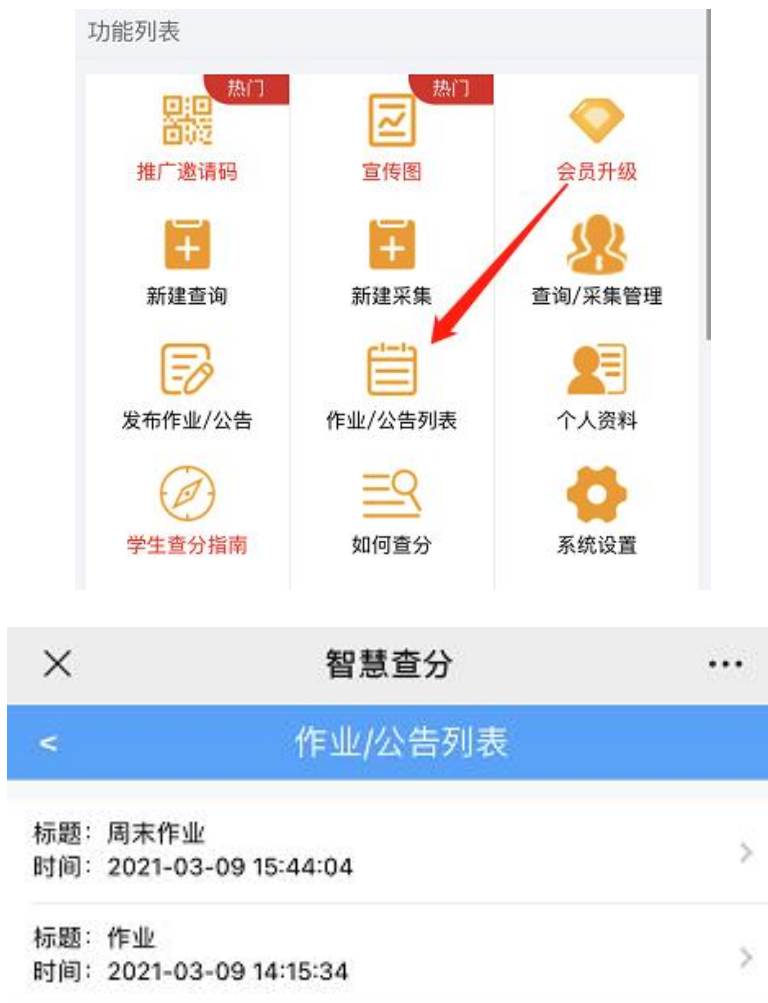 功能列表
热门
热门
推广邀请码
宣传图
会员升级
新建查询
新建采集
查询/采集管理
发布作业/公告
作业/公告列表
个人资料
学生查分指南
如何查分
系统设置
智慧查分
<
作业/公告列表
标题：周末作业
时间：2021-03-09 15:44:04
标题：作业
时间：2021-03-09 14:15:34